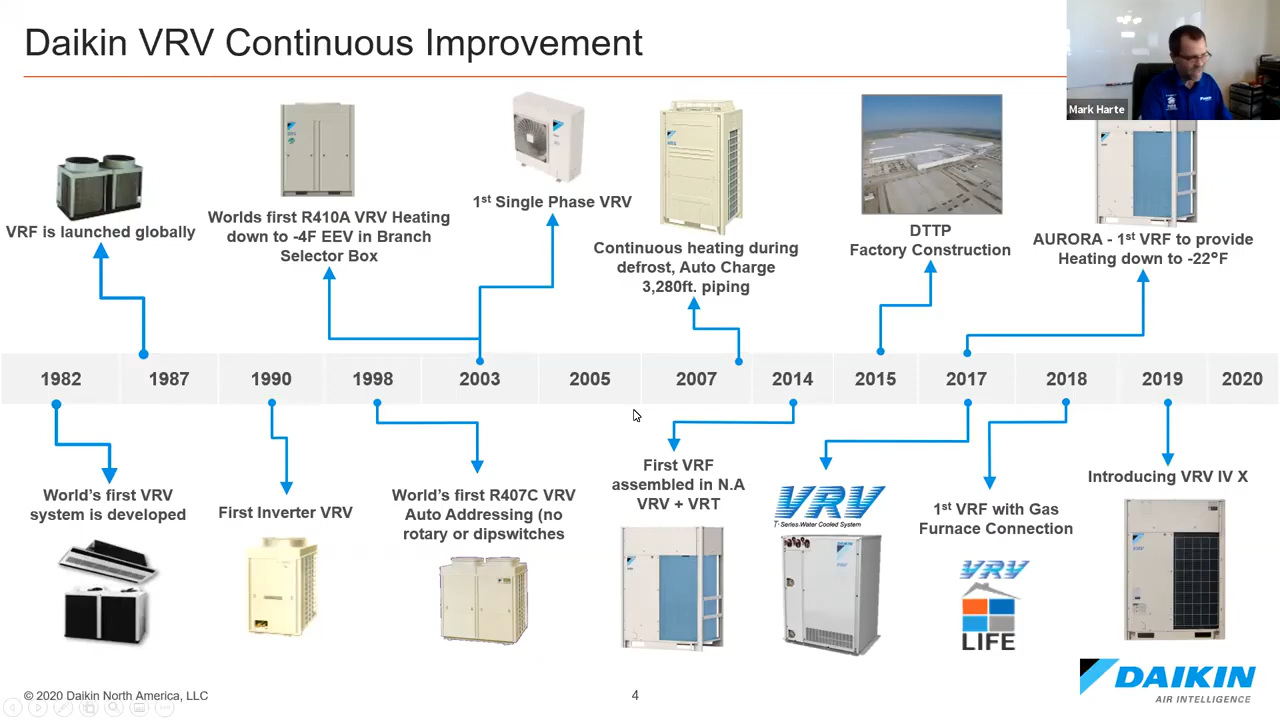 Daikin VRV Continuous Improvement
Mark Harte
VRF is launched globally
Worlds first R410A VRV Heating
down to -4F EEV in Branch
Selector Box
1st Single Phase VRV
Continuous heating during
defrost, Auto Charge
3,280ft. piping
DTTP
Factory Construction
AURORA - 1st VRF to provide
Heating down to -22°F
1982 1987 1990 1998 2003 2005 2007 2014 2015 2017 2018 2019 2020
World's first VRV
system is developed
First Inverter VRV
World's first R407C VRV
Auto Addressing (no
rotary or dipswitches
First VRF
assembled in N.A
VRV + VRT
VRV
T-Series-Water Cooled System
1st VRF with Gas
Furnace Connection
VRV
LIFE
Introducing VRV IV X
© 2020 Daikin North America, LLC
4
DAIKIN
AIR INTELLIGENCE